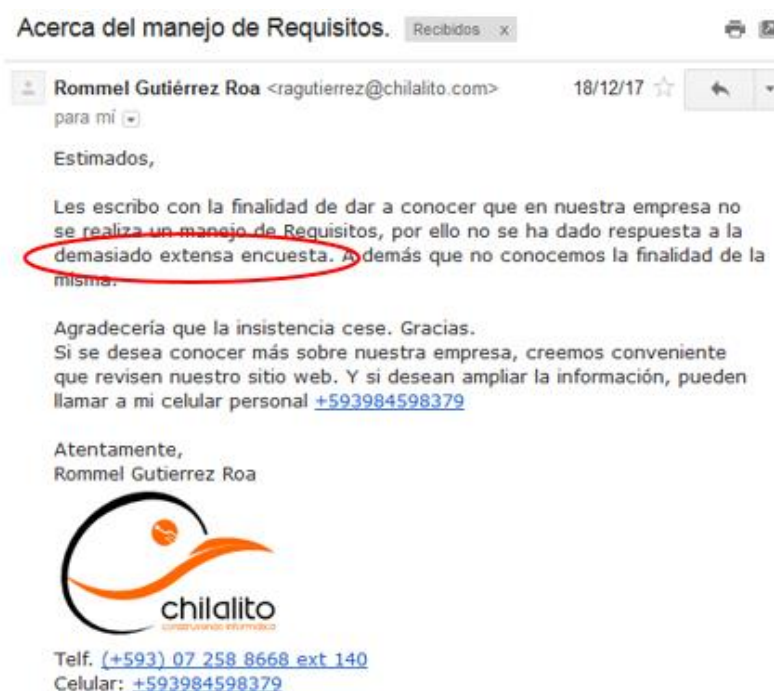 Acerca del manejo de Requisitos. Recibidos x
Rommel Gutiérrez Roa <ragutierrez@chilalito.com> 18/12/17
para mí
Estimados,
Les escribo con la finalidad de dar a conocer que en nuestra empresa no
se realiza un manejo de Requisitos, por ello no se ha dado respuesta a la
demasiado extensa encuesta. Además que no conocemos la finalidad de la
misma.
Agradecería que la insistencia cese. Gracias.
Si se desea conocer más sobre nuestra empresa, creemos conveniente
que revisen nuestro sitio web. Y si desean ampliar la información, pueden
llamar a mi celular personal +593984598379
Atentamente,
Rommel Gutierrez Roa
chilalito
construyendo informática
Telf. (+593) 07 258 8668 ext 140
Celular: +593984598379